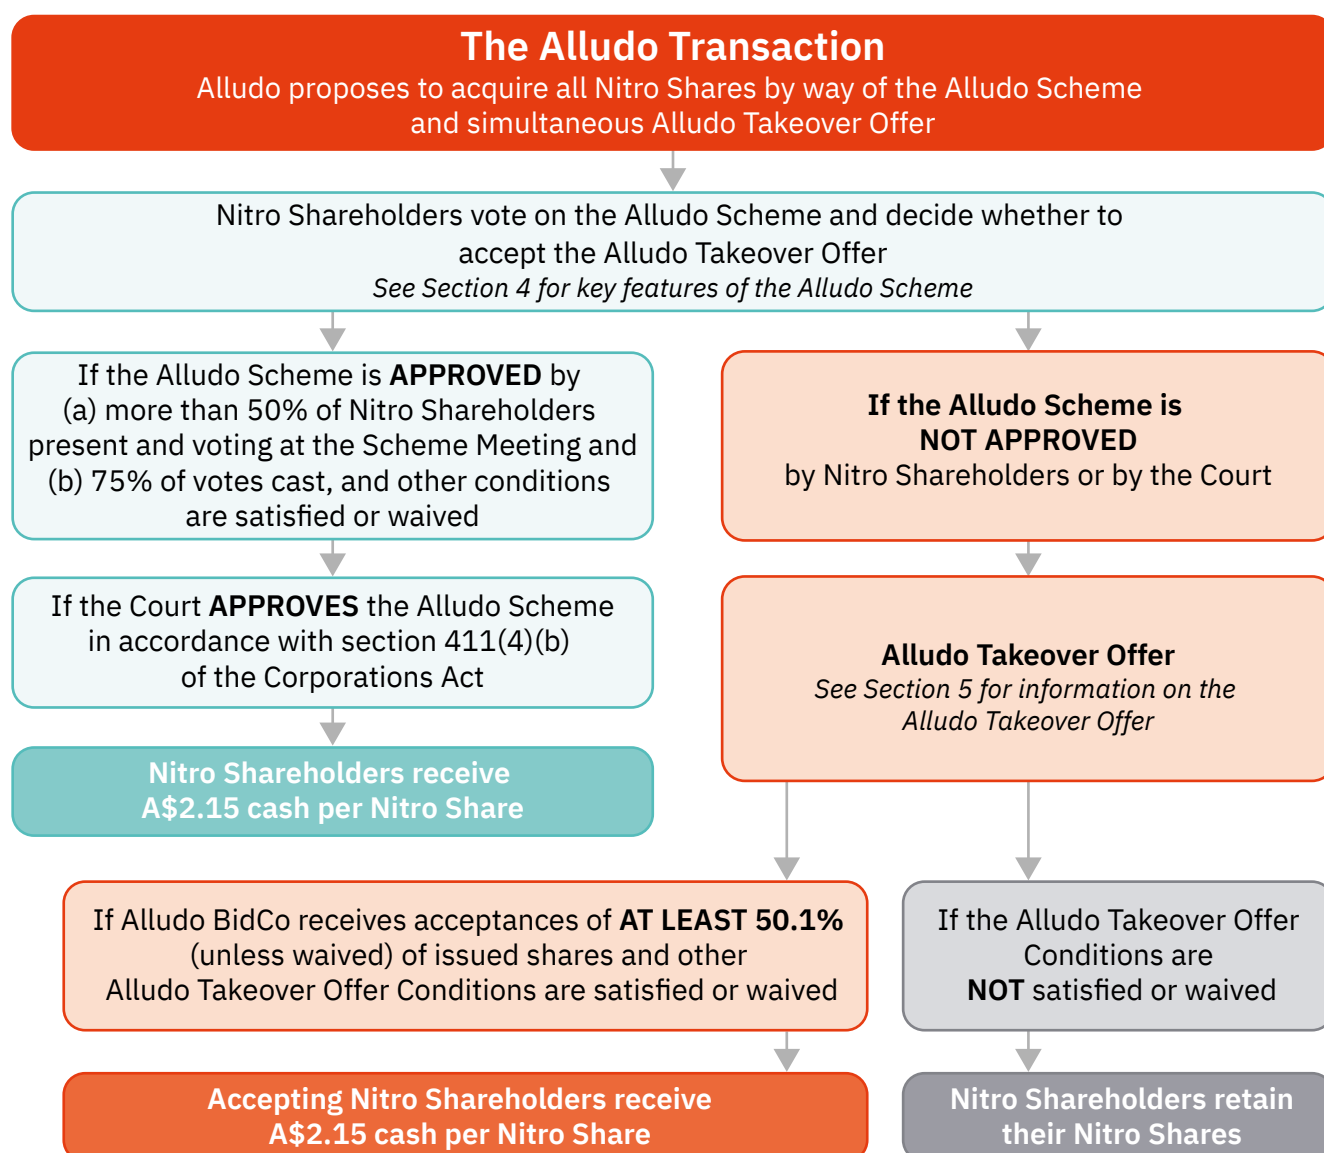 The Alludo Transaction
Alludo proposes to acquire all Nitro Shares by way of the Alludo Scheme
and simultaneous Alludo Takeover Offer
Nitro Shareholders vote on the Alludo Scheme and decide whether to
accept the Alludo Takeover Offer
See Section 4 for key features of the Alludo Scheme
If the Alludo Scheme is APPROVED by
(a) more than 50% of Nitro Shareholders
present and voting at the Scheme Meeting and
(b) 75% of votes cast, and other conditions
are satisfied or waived
If the Court APPROVES the Alludo Scheme
in accordance with section 411(4)(b)
of the Corporations Act
Nitro Shareholders receive
A$2.15 cash per Nitro Share
If the Alludo Scheme is
NOT APPROVED
by Nitro Shareholders or by the Court
Alludo Takeover Offer
See Section 5 for information on the
Alludo Takeover Offer
If Alludo BidCo receives acceptances of AT LEAST 50.1%
(unless waived) of issued shares and other
Alludo Takeover Offer Conditions are satisfied or waived
Accepting Nitro Shareholders receive
A$2.15 cash per Nitro Share
If the Alludo Takeover Offer
Conditions are
NOT satisfied or waived
Nitro Shareholders retain
their Nitro Shares